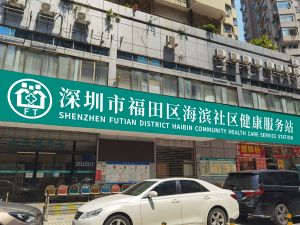 深圳市福田区海滨社区健康服务站
SHENZHEN FUTIAN DISTRICT HAIBIN COMMUNITY HEALTH CARE SERVICE STATION
FT